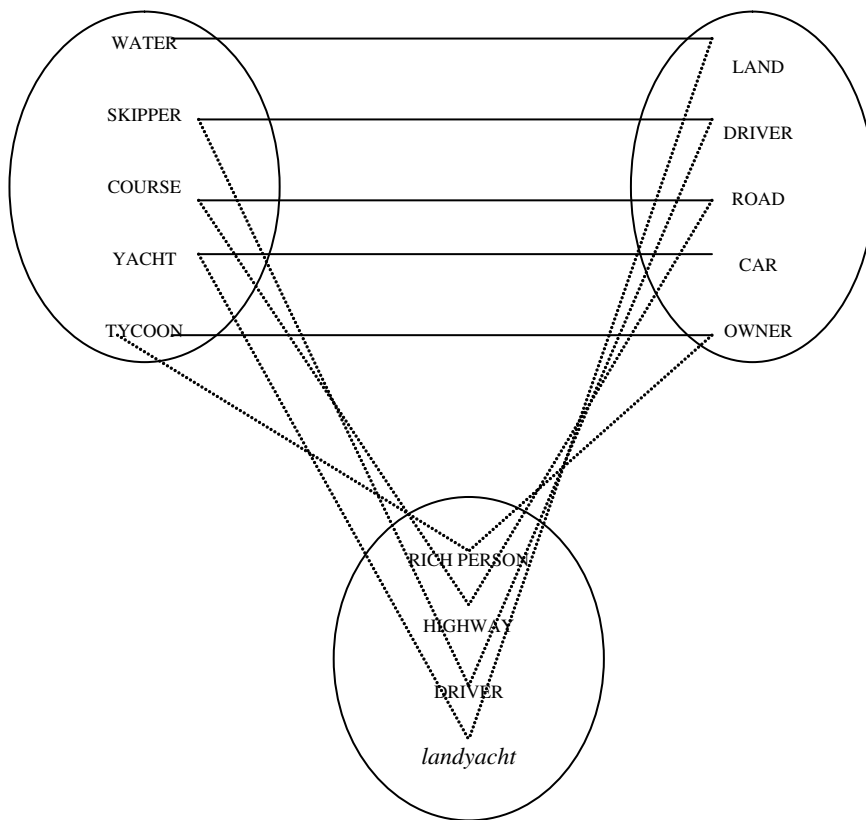 WATER
SKIPPER
COURSE
YACHT
TYCOON
LAND
DRIVER
ROAD
CAR
OWNER
RICH PERSON
HIGHWAY
DRIVER
landyacht